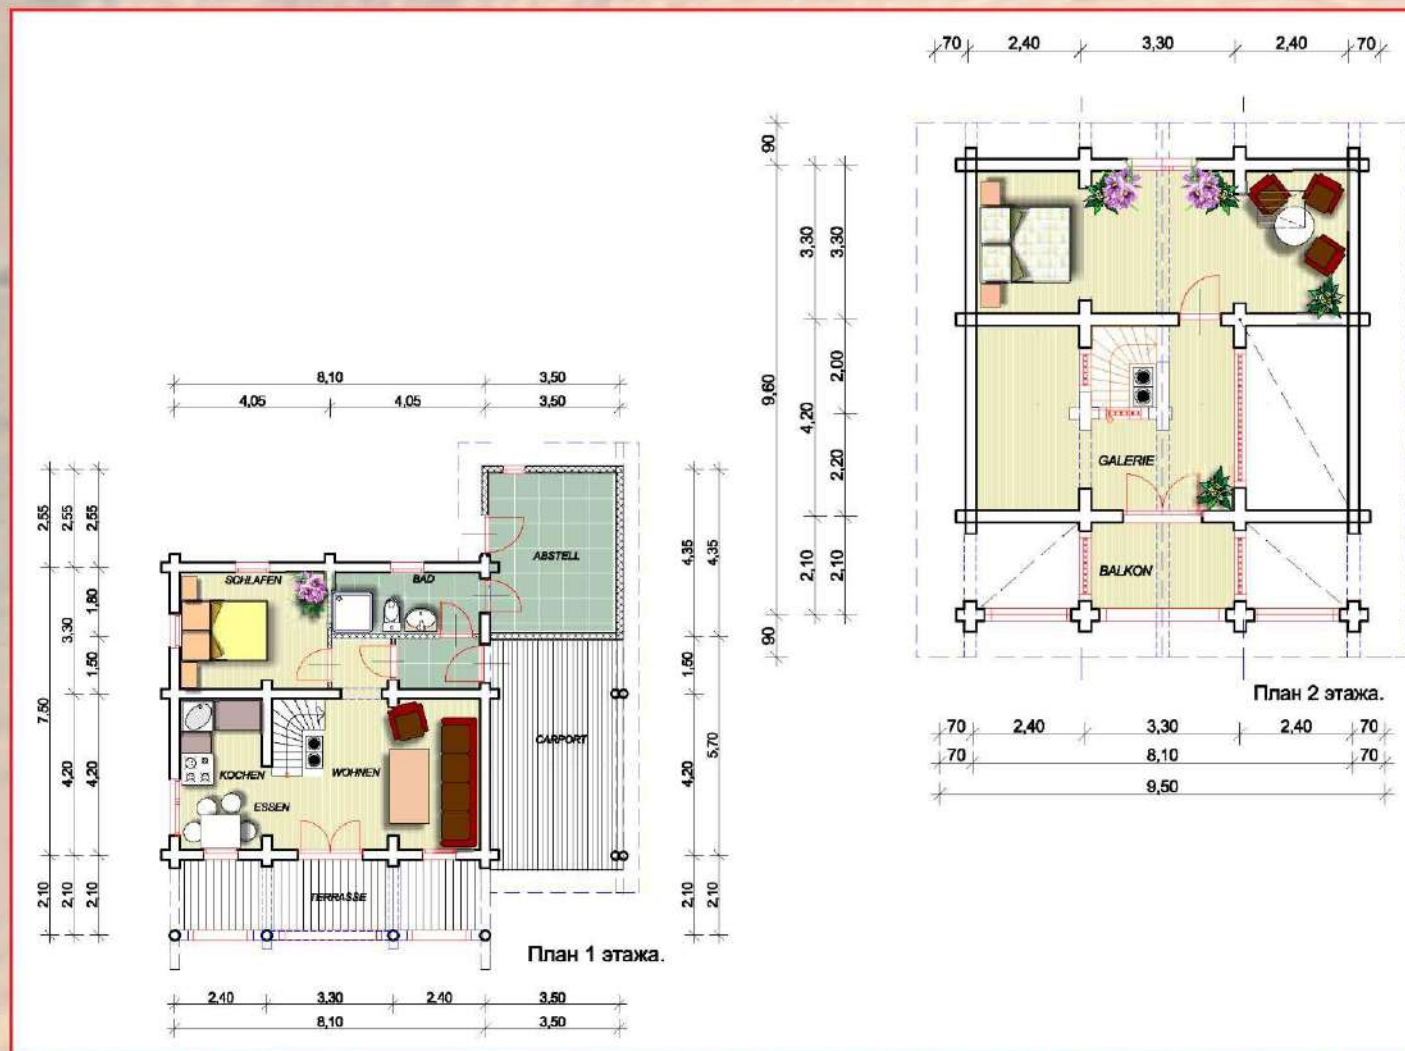 70 2,40 3,30 2,40 70
90
3,30 3,30
9,60
2,00
4,20
2,20
2,10 2,10
90
GALERIE
BALKON
План 2 этажа.
70 2,40 3,30 2,40 70
70 8,10 70
9,50
8,10 3,50
4,05 4,05 3,50
2,55 2,55 2,55
1,80
3,30
1,50
7,50
4,20 4,20
2,10 2,10 2,10
4,35 4,35
1,50
5,70
4,20
2,10 2,10
ABSTELL
SCHLAFEN
BAD
CARPORT
KOCHEN
WOHNEN
ESSEN
TERRASSE
План 1 этажа.
2,40 3,30 2,40 3,50
8,10 3,50